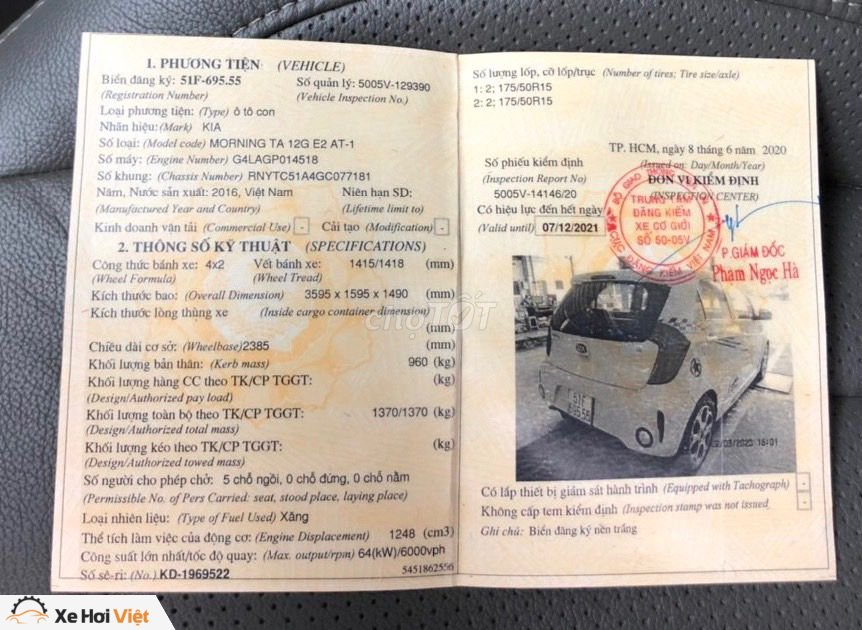 1. PHƯƠNG TIỆN (VEHICLE)
Biển đăng ký: 51F-695.55 Số quản lý: 5005V-129390
(Registration Number) (Vehicle Inspection No.)
Loại phương tiện: (Type) ô tô con
Nhãn hiệu: (Mark) KIA
Số loại: (Model code) MORNING TA 12G E2 AT-1
Số máy: (Engine Number) G4LAGP014518
Số khung: (Chassis Number) RNYTC51A4GC077181
Năm, Nước sản xuất: 2016, Việt Nam Niên hạn SD:
(Manufactured Year and Country) (Lifetime limit to)
Kinh doanh vận tải (Commercial Use) - Cải tạo (Modification) -
2. THÔNG SỐ KỸ THUẬT (SPECIFICATIONS)
Công thức bánh xe: 4x2 Vết bánh xe: 1415/1418 (mm)
(Wheel Formula) (Wheel Tread)
Kích thước bao: (Overall Dimension) 3595 x 1595 x 1490 (mm)
Kích thước lòng thùng xe (Inside cargo container dimension)
(mm)
Chiều dài cơ sở: (Wheelbase)2385 (mm)
Khối lượng bản thân: (Kerb mass) 960 (kg)
Khối lượng hàng CC theo TK/CP TGGT: (kg)
(Design/Authorized pay load)
Khối lượng toàn bộ theo TK/CP TGGT: 1370/1370 (kg)
(Design/Authorized total mass)
Khối lượng kéo theo TK/CP TGGT: (kg)
(Design/Authorized towed mass)
Số người cho phép chở: 5 chỗ ngồi, 0 chỗ đứng, 0 chỗ nằm
(Permissible No. of Pers Carried: seat, stood place, laying place)
Loại nhiên liệu: (Type of Fuel Used) Xăng
Thể tích làm việc của động cơ: (Engine Displacement) 1248 (cm3)
Công suất lớn nhất/tốc độ quay: (Max. output/rpm) 64(kW)/6000vph
Số sê-ri: (No.) KD-1969522 5451862556
Số lượng lốp, cỡ lốp/trục (Number of tires; Tire size/axle)
1: 2; 175/50R15
2: 2; 175/50R15
TP. HCM, ngày 8 tháng 6 năm 2020
Số phiếu kiểm định (Issued on: Day/Month/Year)
(Inspection Report No) ĐƠN VỊ KIỂM ĐỊNH
5005V-14146/20 (INSPECTION CENTER)
Có hiệu lực đến hết ngày
(Valid until) 07/12/2021
BỘ GIAO THÔNG VẬN TẢI
TRUNG TÂM
ĐĂNG KIỂM
XE CƠ GIỚI
SỐ 50-05V
CỤC ĐĂNG KIỂM VIỆT NAM
P.GIÁM ĐỐC
Phạm Ngọc Hà
chợTỐT
KIA
51F
695.55
16:01
Có lắp thiết bị giám sát hành trình (Equipped with Tachograph) -
Không cấp tem kiểm định (Inspection stamp was not issued) -
Ghi chú: Biển đăng ký nền trắng
Xe Hơi Việt